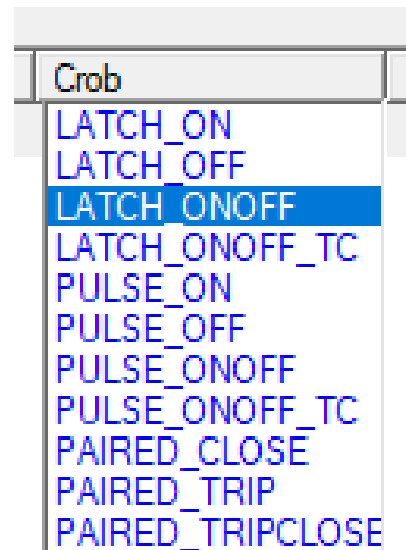 Crob
LATCH_ON
LATCH_OFF
LATCH_ONOFF
LATCH_ONOFF_TC
PULSE_ON
PULSE_OFF
PULSE_ONOFF
PULSE_ONOFF_TC
PAIRED_CLOSE
PAIRED_TRIP
PAIRED_TRIPCLOSE